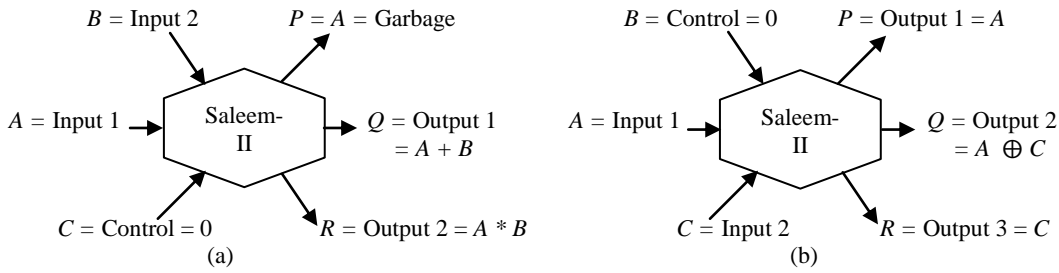 B = Input 2
P = A = Garbage
A = Input 1
Saleem-
II
Q = Output 1
= A + B
C = Control = 0
R = Output 2 = A * B
(a)
B = Control = 0
P = Output 1 = A
A = Input 1
Saleem-
II
Q = Output 2
= A ⊕ C
C = Input 2
R = Output 3 = C
(b)